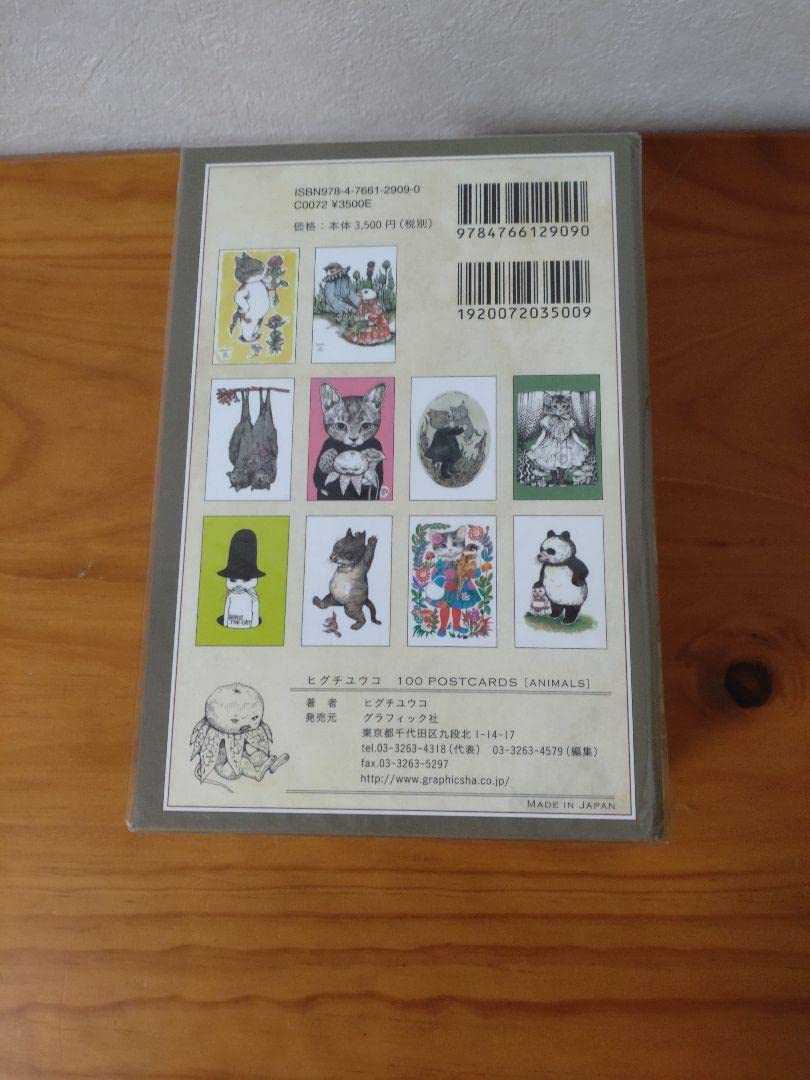 ISBN978-4-7661-2909-0
C0072 ¥3500E
価格：本体 3,500 円（税別）
9784766129090
1920072035009
BORIS
THE CAT
ヒグチユウコ 100 POSTCARDS [ANIMALS]
著 者 ヒグチユウコ
発売元 グラフィック社
東京都千代田区九段北 1-14-17
tel.03-3263-4318（代表） 03-3263-4579（編集）
fax.03-3263-5297
http://www.graphicsha.co.jp/
MADE IN JAPAN